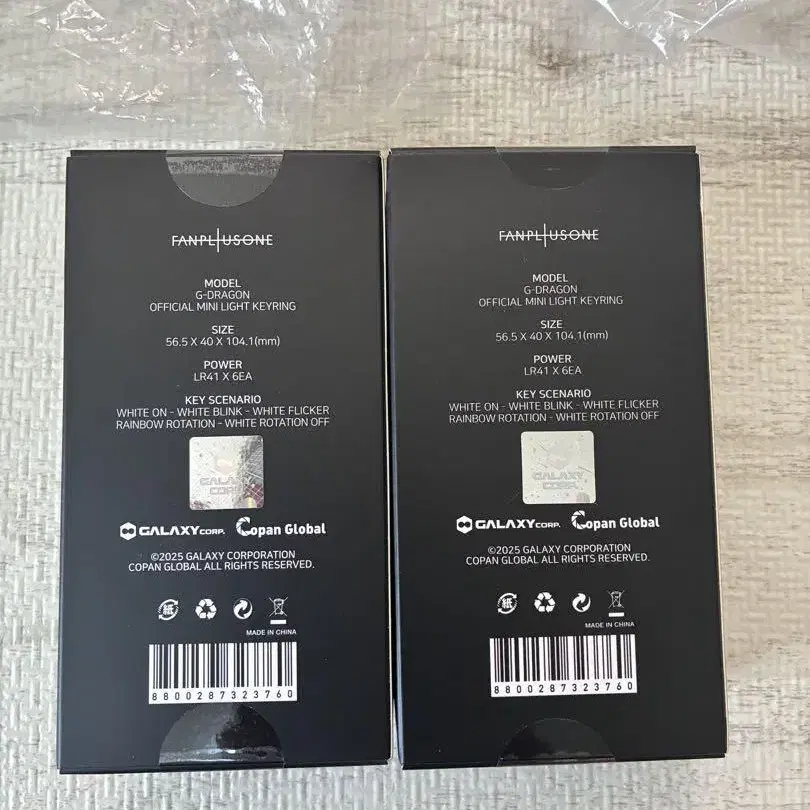 FANPLUSONE
MODEL
G-DRAGON
OFFICIAL MINI LIGHT KEYRING
SIZE
56.5 X 40 X 104.1(mm)
POWER
LR41 X 6EA
KEY SCENARIO
WHITE ON - WHITE BLINK - WHITE FLICKER
RAINBOW ROTATION - WHITE ROTATION OFF
GALAXY
CORP.
GALAXY CORP. Copan Global
©2025 GALAXY CORPORATION
COPAN GLOBAL ALL RIGHTS RESERVED.
紙
MADE IN CHINA
8800287323760
FANPLUSONE
MODEL
G-DRAGON
OFFICIAL MINI LIGHT KEYRING
SIZE
56.5 X 40 X 104.1(mm)
POWER
LR41 X 6EA
KEY SCENARIO
WHITE ON - WHITE BLINK - WHITE FLICKER
RAINBOW ROTATION - WHITE ROTATION OFF
GALAXY
CORP.
GALAXY CORP. Copan Global
©2025 GALAXY CORPORATION
COPAN GLOBAL ALL RIGHTS RESERVED.
紙
MADE IN CHINA
8800287323760